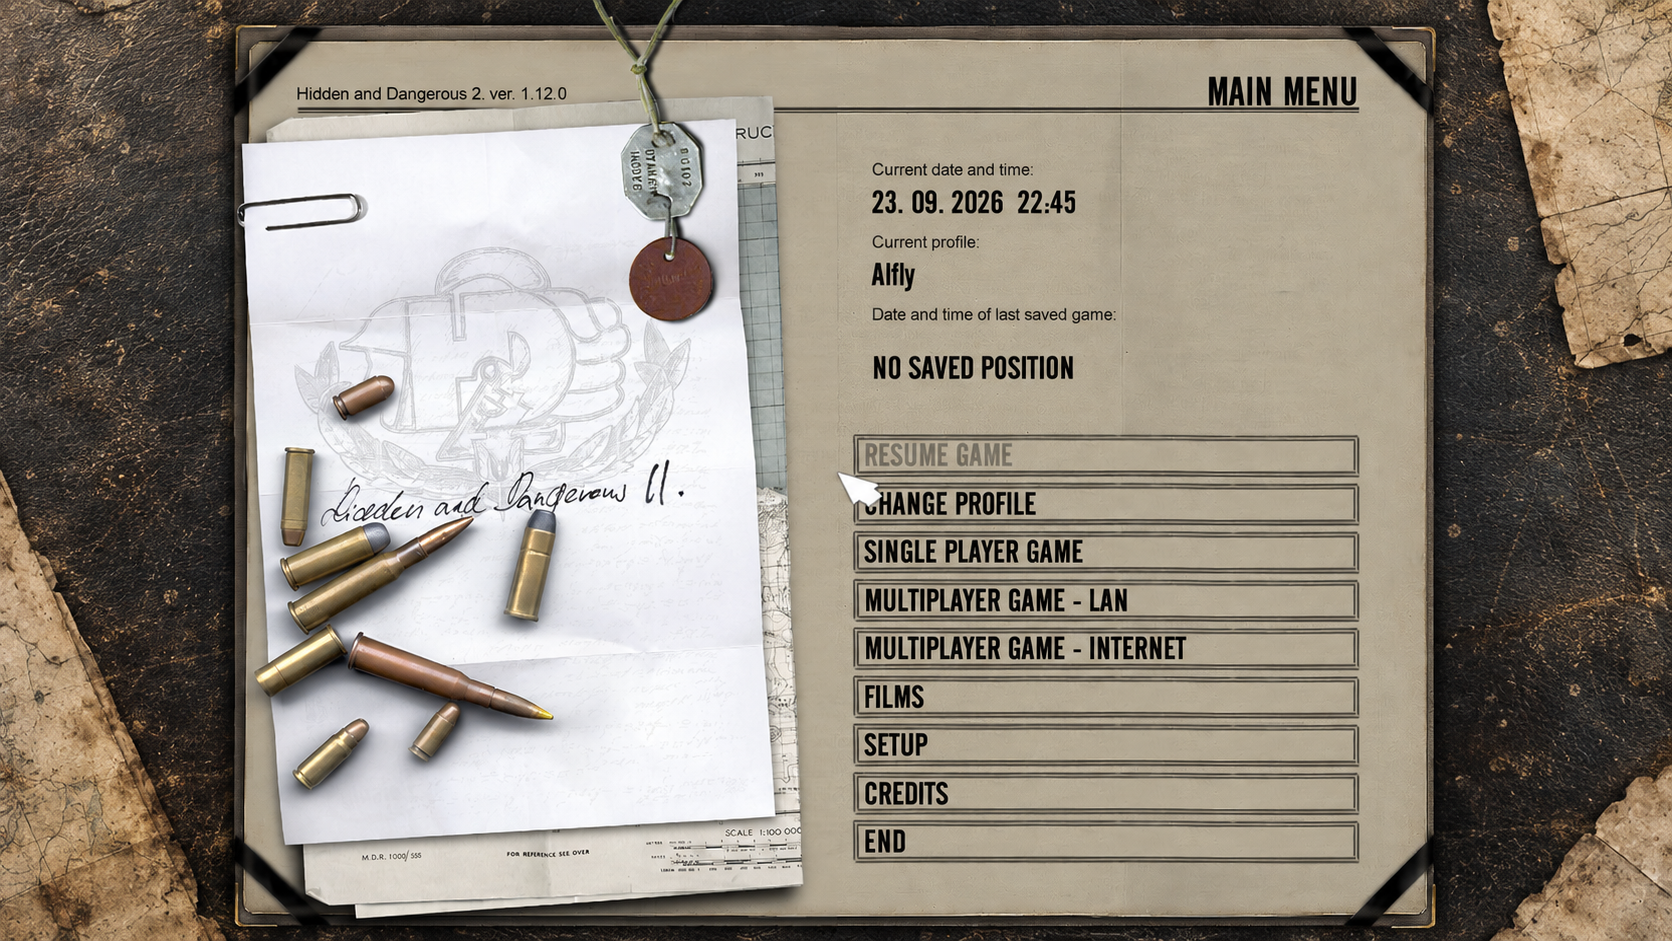 Hidden and Dangerous 2. ver. 1.12.0
MAIN MENU
Current date and time:
23. 09. 2026 22:45
Current profile:
Alfly
Date and time of last saved game:
NO SAVED POSITION
RESUME GAME
CHANGE PROFILE
SINGLE PLAYER GAME
MULTIPLAYER GAME - LAN
MULTIPLAYER GAME - INTERNET
FILMS
SETUP
CREDITS
END
RUC
and Dangerous II.
SCALE 1:100 000
M.D.R. 1000/555
FOR REFERENCE SEE OVER